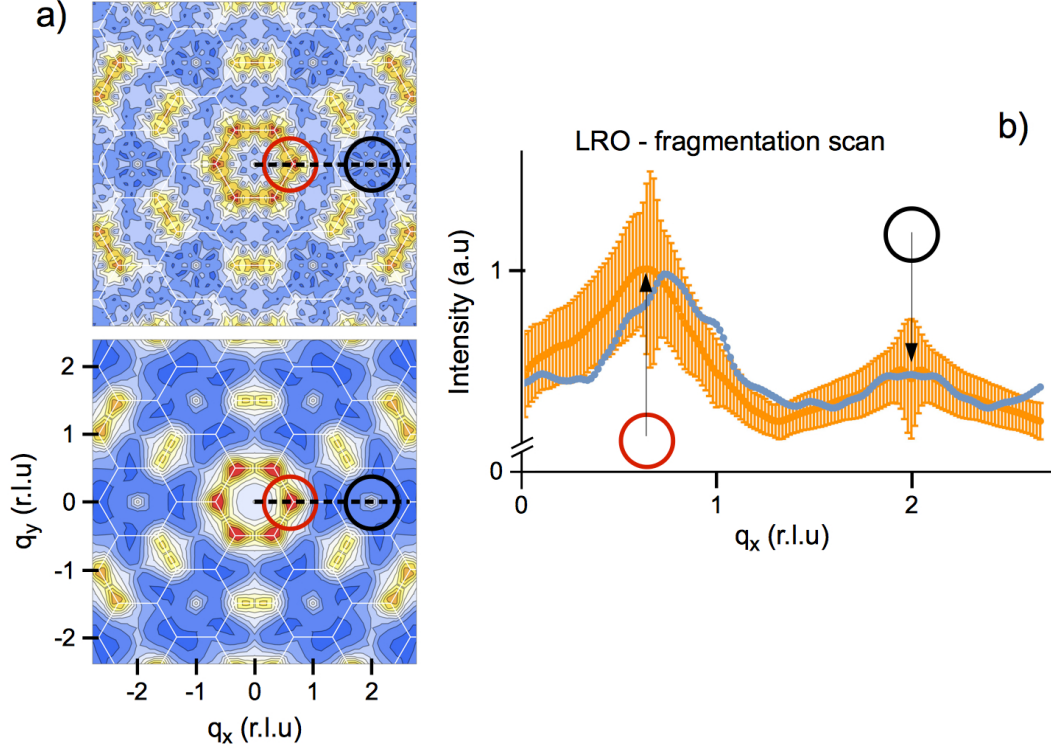 a)
2
1
0
-1
-2
q_y (r.l.u)
-2 -1 0 1 2
q_x (r.l.u)
b)
LRO - fragmentation scan
Intensity (a.u)
1
0
0 1 2
q_x (r.l.u)